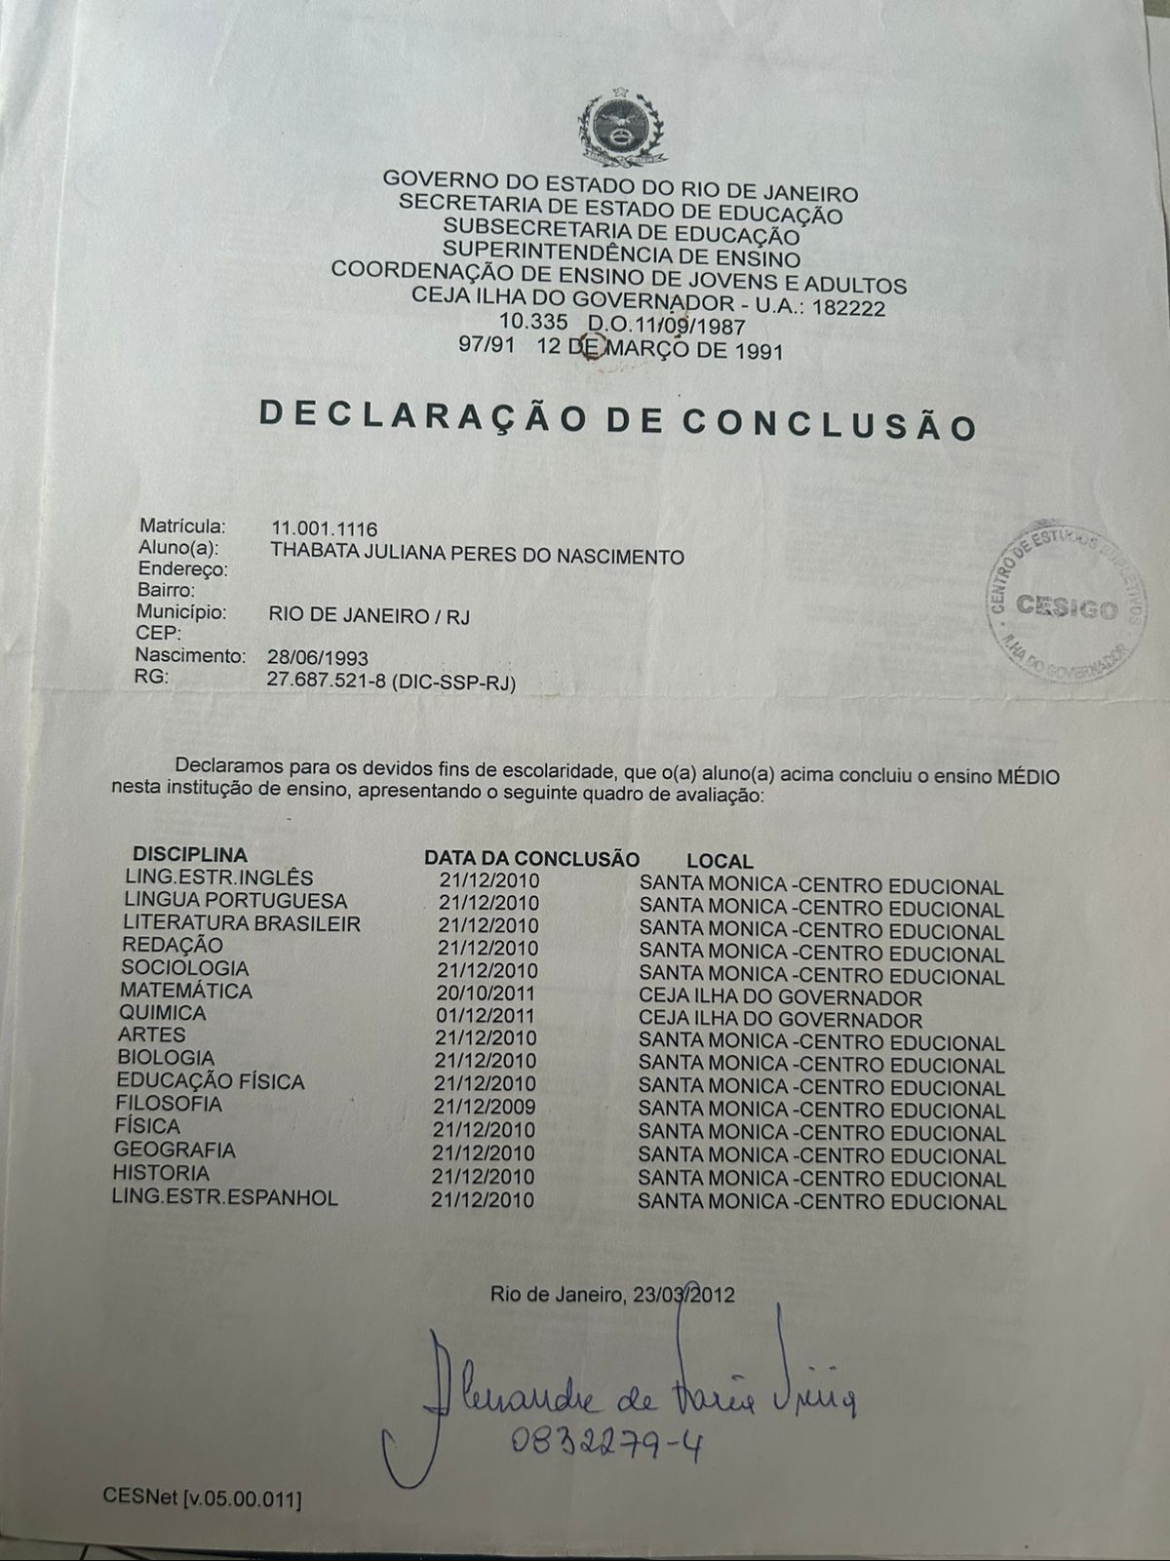 GOVERNO DO ESTADO DO RIO DE JANEIRO
SECRETARIA DE ESTADO DE EDUCAÇÃO
SUBSECRETARIA DE EDUCAÇÃO
SUPERINTENDÊNCIA DE ENSINO
COORDENAÇÃO DE ENSINO DE JOVENS E ADULTOS
CEJA ILHA DO GOVERNADOR - U.A.: 182222
10.335 D.O.11/09/1987
97/91 12 DE MARÇO DE 1991
DECLARAÇÃO DE CONCLUSÃO
Matrícula: 11.001.1116
Aluno(a): THABATA JULIANA PERES DO NASCIMENTO
Endereço:
Bairro:
Município: RIO DE JANEIRO / RJ
CEP:
Nascimento: 28/06/1993
RG: 27.687.521-8 (DIC-SSP-RJ)
CENTRO DE ESTUDOS SUPLETIVOS
CESIGO
ILHA DO GOVERNADOR
Declaramos para os devidos fins de escolaridade, que o(a) aluno(a) acima concluiu o ensino MÉDIO
nesta institução de ensino, apresentando o seguinte quadro de avaliação:
DISCIPLINA DATA DA CONCLUSÃO LOCAL
LING.ESTR.INGLÊS 21/12/2010 SANTA MONICA -CENTRO EDUCIONAL
LINGUA PORTUGUESA 21/12/2010 SANTA MONICA -CENTRO EDUCIONAL
LITERATURA BRASILEIR 21/12/2010 SANTA MONICA -CENTRO EDUCIONAL
REDAÇÃO 21/12/2010 SANTA MONICA -CENTRO EDUCIONAL
SOCIOLOGIA 21/12/2010 SANTA MONICA -CENTRO EDUCIONAL
MATEMÁTICA 20/10/2011 CEJA ILHA DO GOVERNADOR
QUIMICA 01/12/2011 CEJA ILHA DO GOVERNADOR
ARTES 21/12/2010 SANTA MONICA -CENTRO EDUCIONAL
BIOLOGIA 21/12/2010 SANTA MONICA -CENTRO EDUCIONAL
EDUCAÇÃO FÍSICA 21/12/2010 SANTA MONICA -CENTRO EDUCIONAL
FILOSOFIA 21/12/2009 SANTA MONICA -CENTRO EDUCIONAL
FÍSICA 21/12/2010 SANTA MONICA -CENTRO EDUCIONAL
GEOGRAFIA 21/12/2010 SANTA MONICA -CENTRO EDUCIONAL
HISTORIA 21/12/2010 SANTA MONICA -CENTRO EDUCIONAL
LING.ESTR.ESPANHOL 21/12/2010 SANTA MONICA -CENTRO EDUCIONAL
Rio de Janeiro, 23/03/2012
de
0832279-4
CESNet [v.05.00.011]